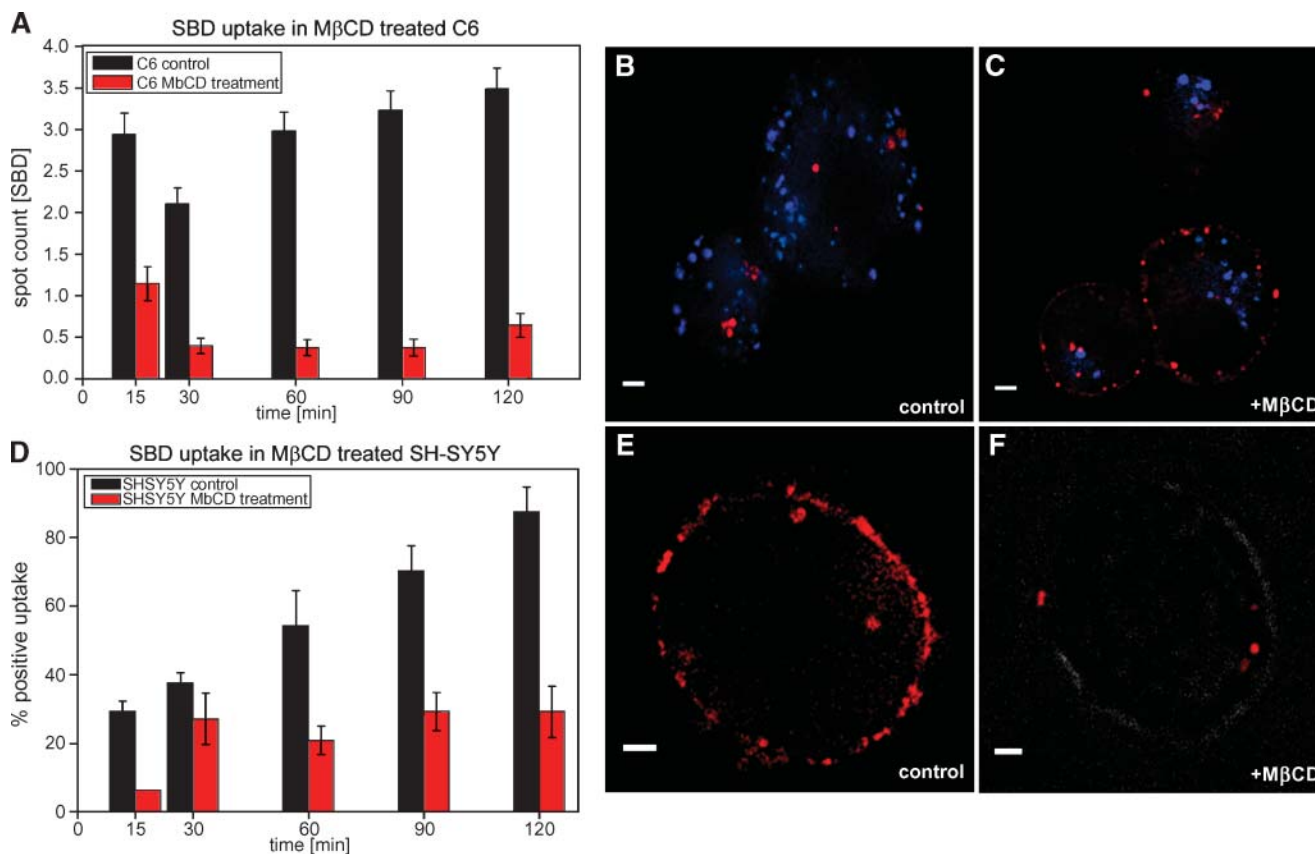 A
SBD uptake in MβCD treated C6
C6 control
C6 MbCD treatment
spot count [SBD]
4.0
3.5
3.0
2.5
2.0
1.5
1.0
0.5
0.0
0 15 30 60 90 120
time [min]
B
control
C
+MβCD
D
SBD uptake in MβCD treated SH-SY5Y
SHSY5Y control
SHSY5Y MbCD treatment
% positive uptake
100
80
60
40
20
0
0 15 30 60 90 120
time [min]
E
control
F
+MβCD